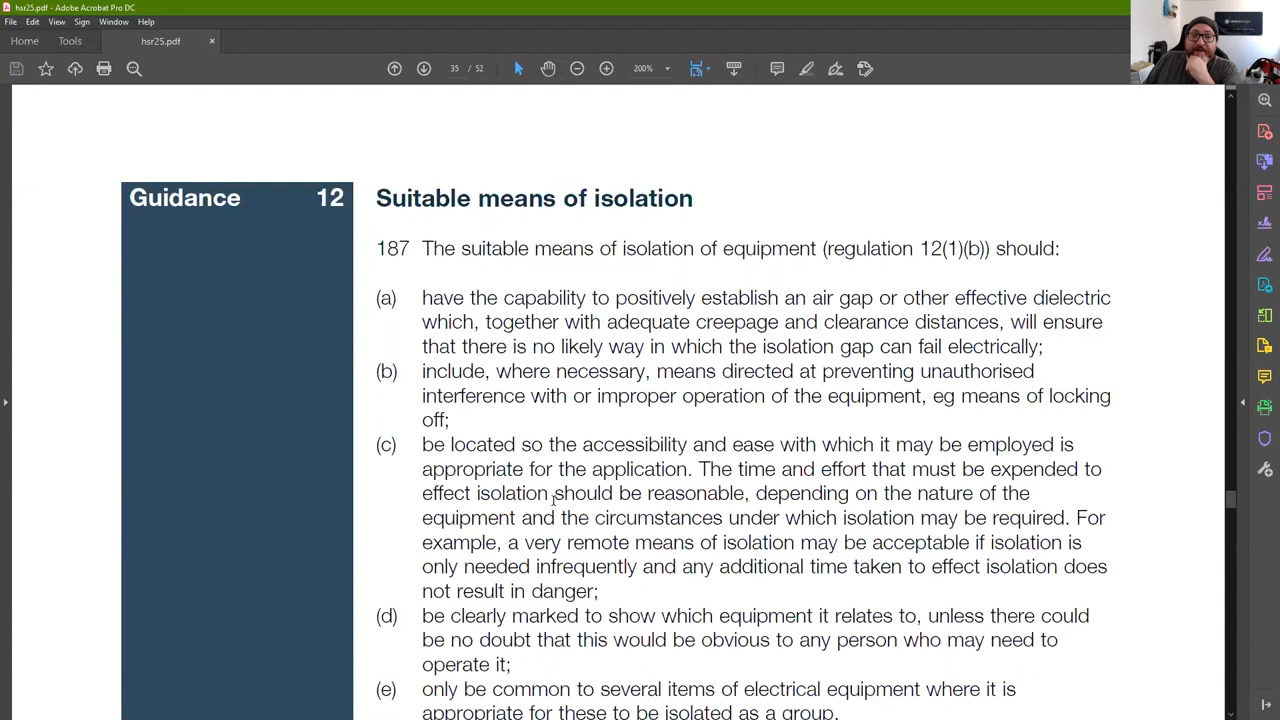 hsr25.pdf - Adobe Acrobat Pro DC
File Edit View Sign Window Help
Home Tools hsr25.pdf ×
35 / 52 200%
Guidance 12
Suitable means of isolation
187 The suitable means of isolation of equipment (regulation 12(1)(b)) should:
(a) have the capability to positively establish an air gap or other effective dielectric
which, together with adequate creepage and clearance distances, will ensure
that there is no likely way in which the isolation gap can fail electrically;
(b) include, where necessary, means directed at preventing unauthorised
interference with or improper operation of the equipment, eg means of locking
off;
(c) be located so the accessibility and ease with which it may be employed is
appropriate for the application. The time and effort that must be expended to
effect isolation should be reasonable, depending on the nature of the
equipment and the circumstances under which isolation may be required. For
example, a very remote means of isolation may be acceptable if isolation is
only needed infrequently and any additional time taken to effect isolation does
not result in danger;
(d) be clearly marked to show which equipment it relates to, unless there could
be no doubt that this would be obvious to any person who may need to
operate it;
(e) only be common to several items of electrical equipment where it is
appropriate for these to be isolated as a group.